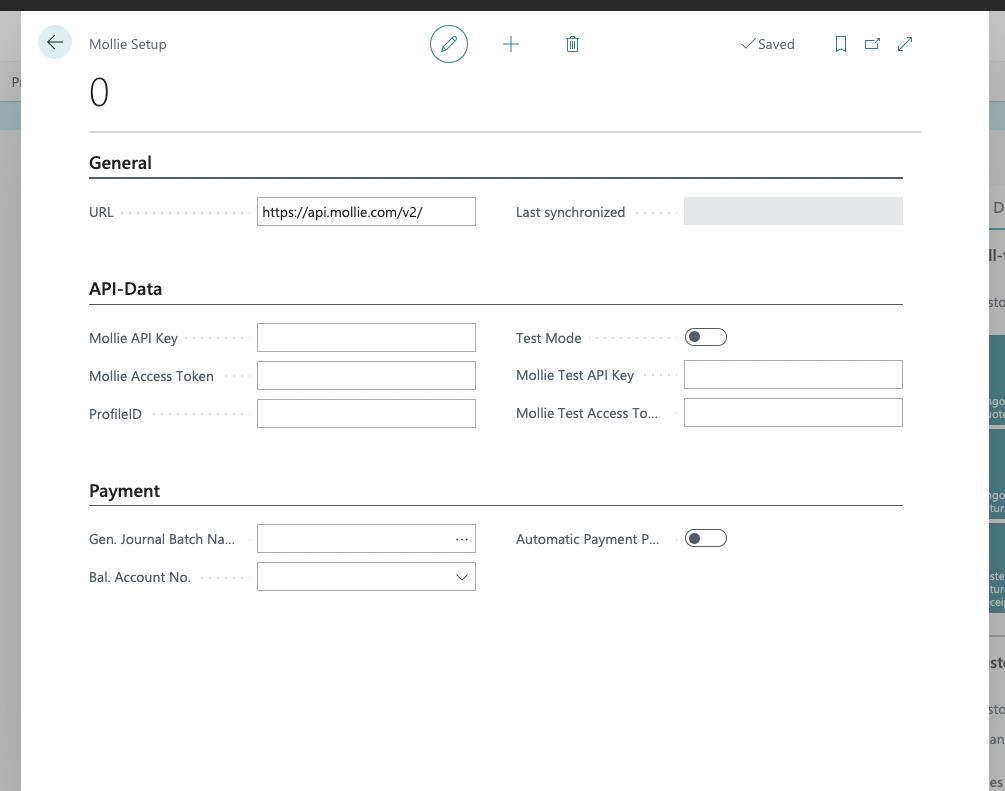 Mollie Setup
Saved
0
General
URL
https://api.mollie.com/v2/
Last synchronized
API-Data
Mollie API Key
Mollie Access Token
ProfileID
Test Mode
Mollie Test API Key
Mollie Test Access To...
Payment
Gen. Journal Batch Na...
Bal. Account No.
Automatic Payment P...